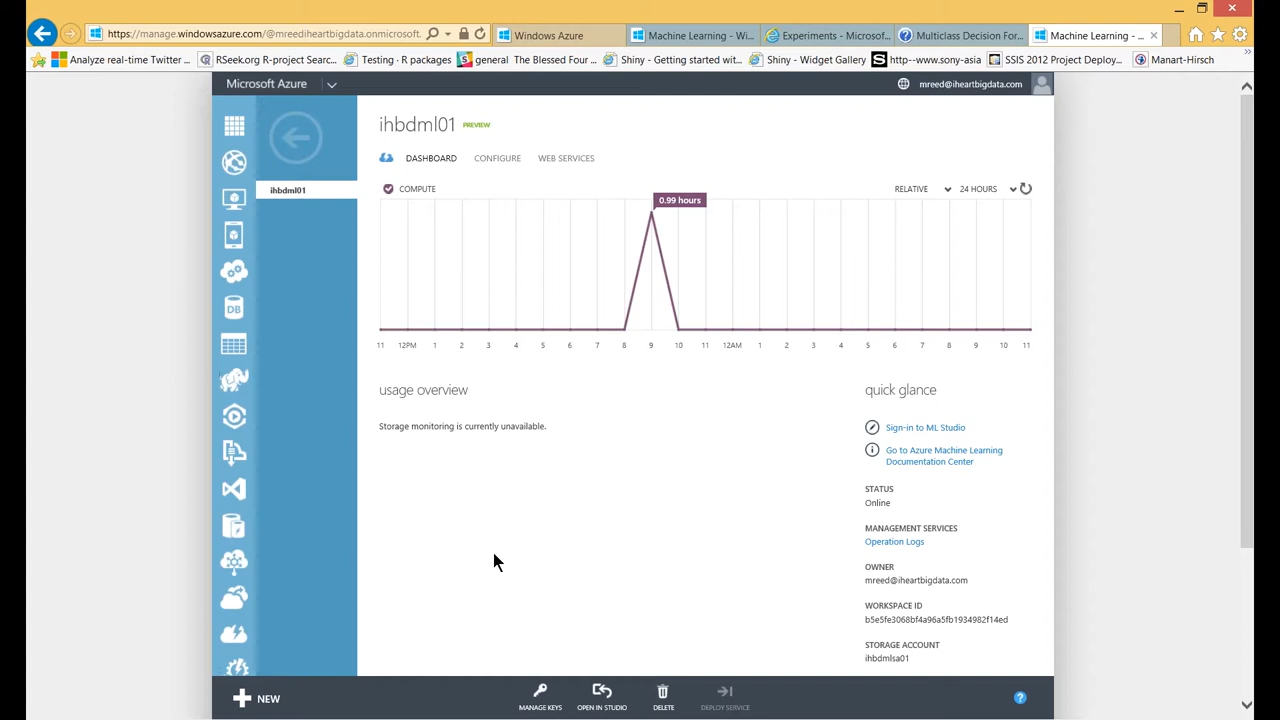 https://manage.windowsazure.com/@mreediheartbigdata.onmicrosoft.
Windows Azure
Machine Learning - Wi...
Experiments - Microsof...
Multiclass Decision For...
Machine Learning - ...
Analyze real-time Twitter ...
RSeek.org R-project Searc...
Testing · R packages
general
The Blessed Four ...
Shiny - Getting started wit...
Shiny - Widget Gallery
http--www.sony-asia
SSIS 2012 Project Deploy...
Manart-Hirsch
Microsoft Azure
mreed@iheartbigdata.com
ihbdml01
ihbdml01 PREVIEW
DASHBOARD CONFIGURE WEB SERVICES
COMPUTE
RELATIVE 24 HOURS
0.99 hours
11 12PM 1 2 3 4 5 6 7 8 9 10 11 12AM 1 2 3 4 5 6 7 8 9 10 11
usage overview
Storage monitoring is currently unavailable.
quick glance
Sign-in to ML Studio
Go to Azure Machine Learning
Documentation Center
STATUS
Online
MANAGEMENT SERVICES
Operation Logs
OWNER
mreed@iheartbigdata.com
WORKSPACE ID
b5e5fe3068bf4a96a5fb1934982f14ed
STORAGE ACCOUNT
ihbdmlsa01
DB
NEW
MANAGE KEYS
OPEN IN STUDIO
DELETE
DEPLOY SERVICE